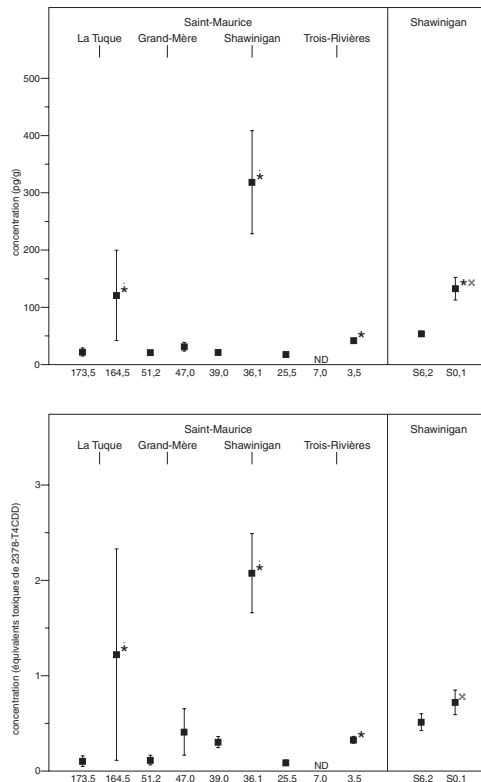 Saint-Maurice
Shawinigan
La Tuque
Grand-Mère
Shawinigan
Trois-Rivières
concentration (pg/g)
500
400
300
200
100
0
*
*
ND
*
*
173,5
164,5
51,2
47,0
39,0
36,1
25,5
7,0
3,5
S6,2
S0,1
Saint-Maurice
Shawinigan
La Tuque
Grand-Mère
Shawinigan
Trois-Rivières
concentration (équivalents toxiques de 2378-T4CDD)
3
2
1
0
*
*
ND
*
173,5
164,5
51,2
47,0
39,0
36,1
25,5
7,0
3,5
S6,2
S0,1